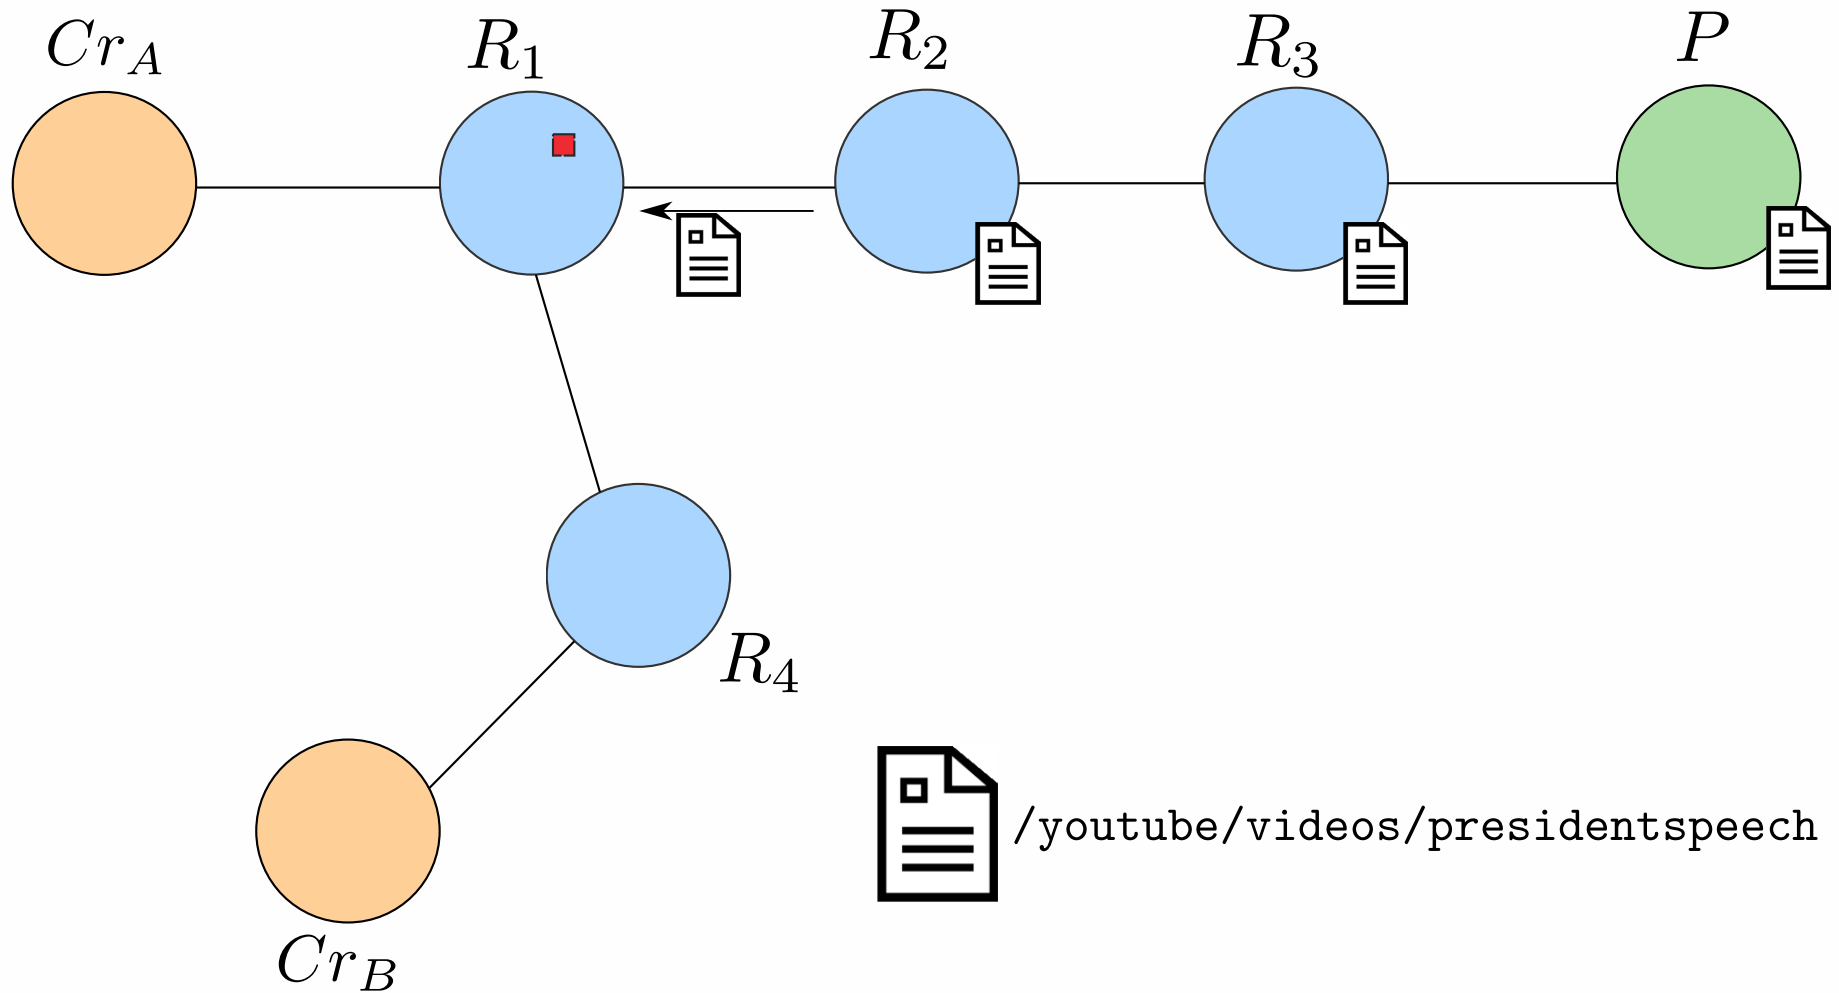 Cr_A
R_1
R_2
R_3
P
R_4
/youtube/videos/presidentspeech
Cr_B